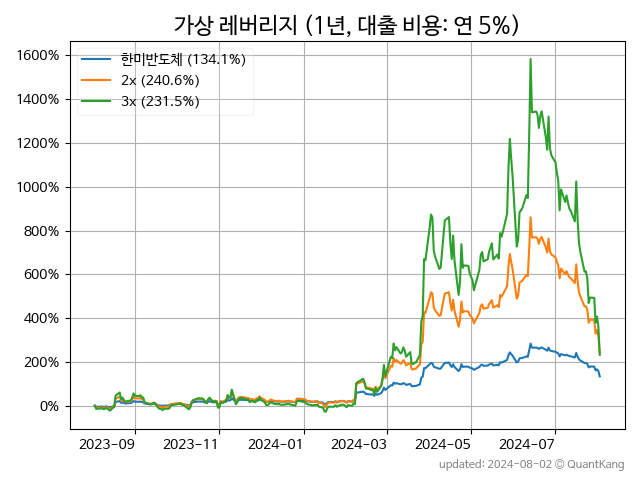 가상 레버리지 (1년, 대출 비용: 연 5%)
한미반도체 (134.1%)
2x (240.6%)
3x (231.5%)
1600%
1400%
1200%
1000%
800%
600%
400%
200%
0%
2023-09 2023-11 2024-01 2024-03 2024-05 2024-07
updated: 2024-08-02 © QuantKang